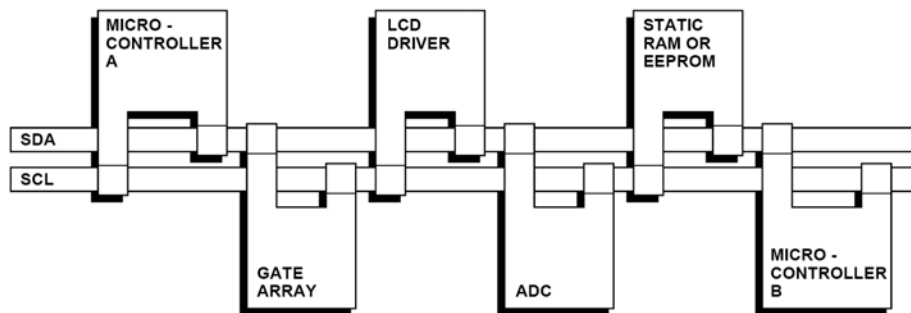 MICRO -
CONTROLLER
A
LCD
DRIVER
STATIC
RAM OR
EEPROM
SDA
SCL
GATE
ARRAY
ADC
MICRO -
CONTROLLER
B